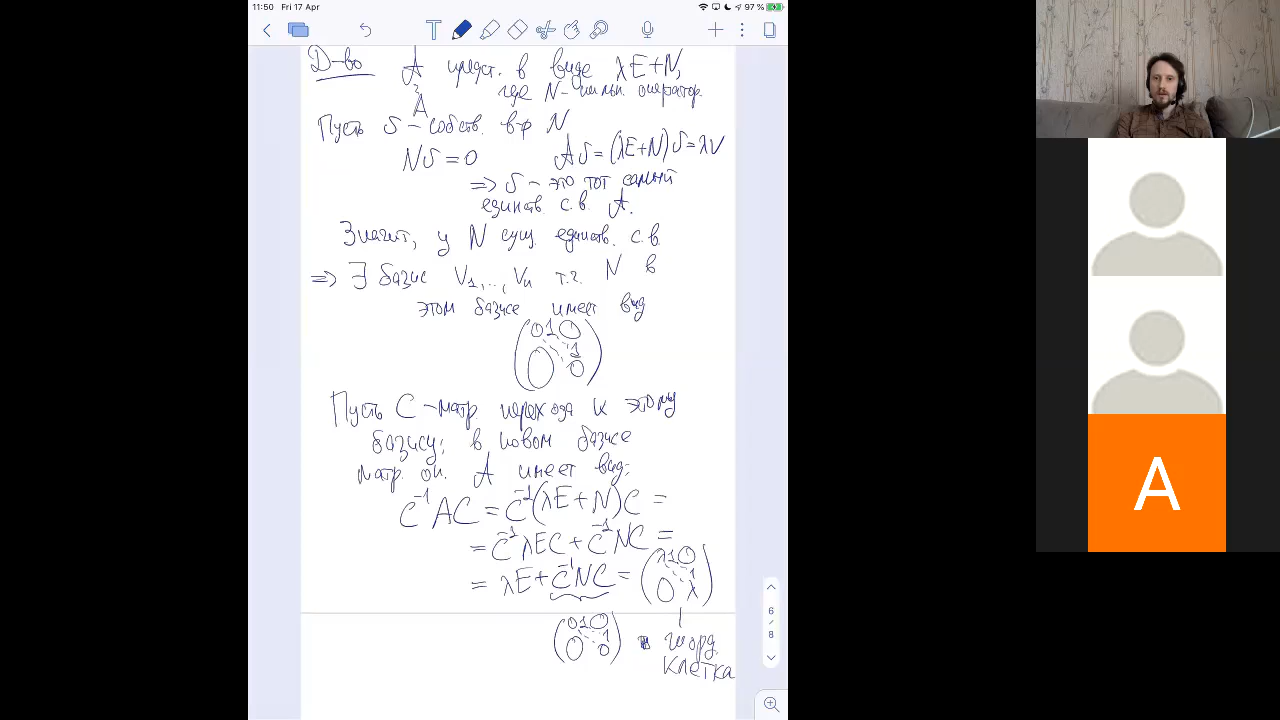 11:50 Fri 17 Apr
97 %
T
Д-во A предст. в виде λE+N,
A где N - нильп. оператор.
Пусть v - собств. в-р N
Nv = 0 Av = (λE+N)v = λv
⇒ v - это тот самый
единств. с.в. A.
Значит, у N сущ. единств. с.в.
⇒ ∃ базис V₁,..,Vn т.ч. N в
этом базисе имеет вид
0 1 0
1
0 0
Пусть C - матр. перехода к этому
базису; в новом базисе
матр. оп. A имеет вид:
C⁻¹AC = C⁻¹(λE+N)C =
= C⁻¹λEC + C⁻¹NC =
= λE + C⁻¹NC = (λ 1 0
1
0 λ)
(0 1 0
1
0 0)
жорд.
клетка
6
/
8
A